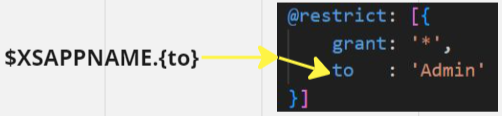 $XSAPPNAME.{to}
@restrict: [{
grant: '*',
to : 'Admin'
}]